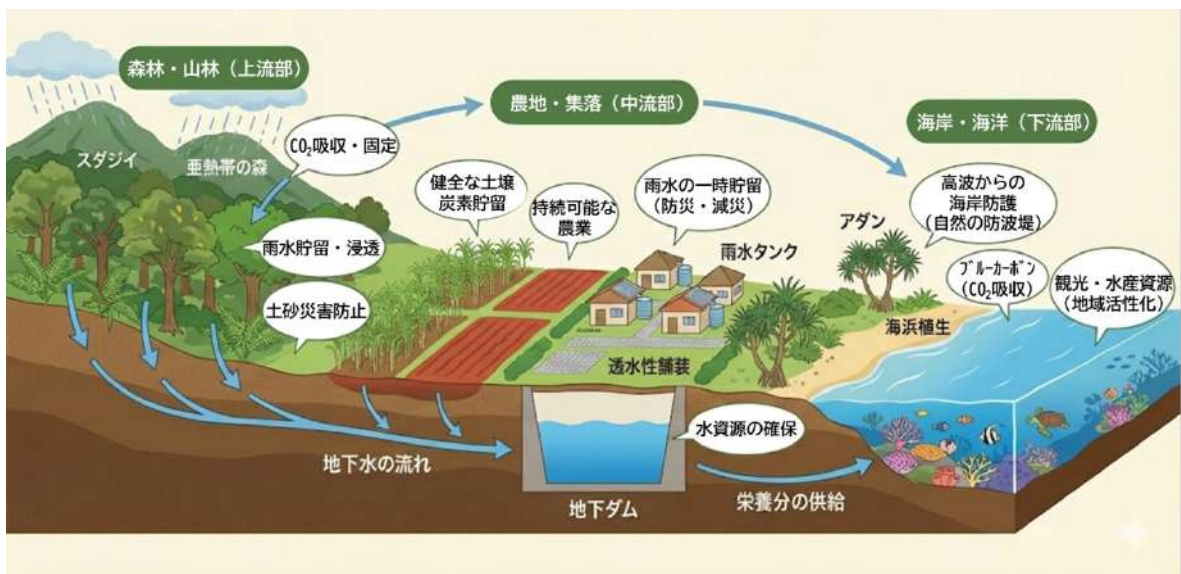 森林・山林（上流部）
農地・集落（中流部）
海岸・海洋（下流部）
スダジイ
亜熱帯の森
CO₂吸収・固定
雨水貯留・浸透
土砂災害防止
健全な土壌
炭素貯留
持続可能な
農業
雨水の一時貯留
（防災・減災）
雨水タンク
透水性舗装
アダン
高波からの
海岸防護
（自然の防波堤）
海浜植生
ﾌﾞﾙｰｶｰﾎﾞﾝ
（CO₂吸収）
観光・水産資源
（地域活性化）
地下水の流れ
地下ダム
水資源の確保
栄養分の供給